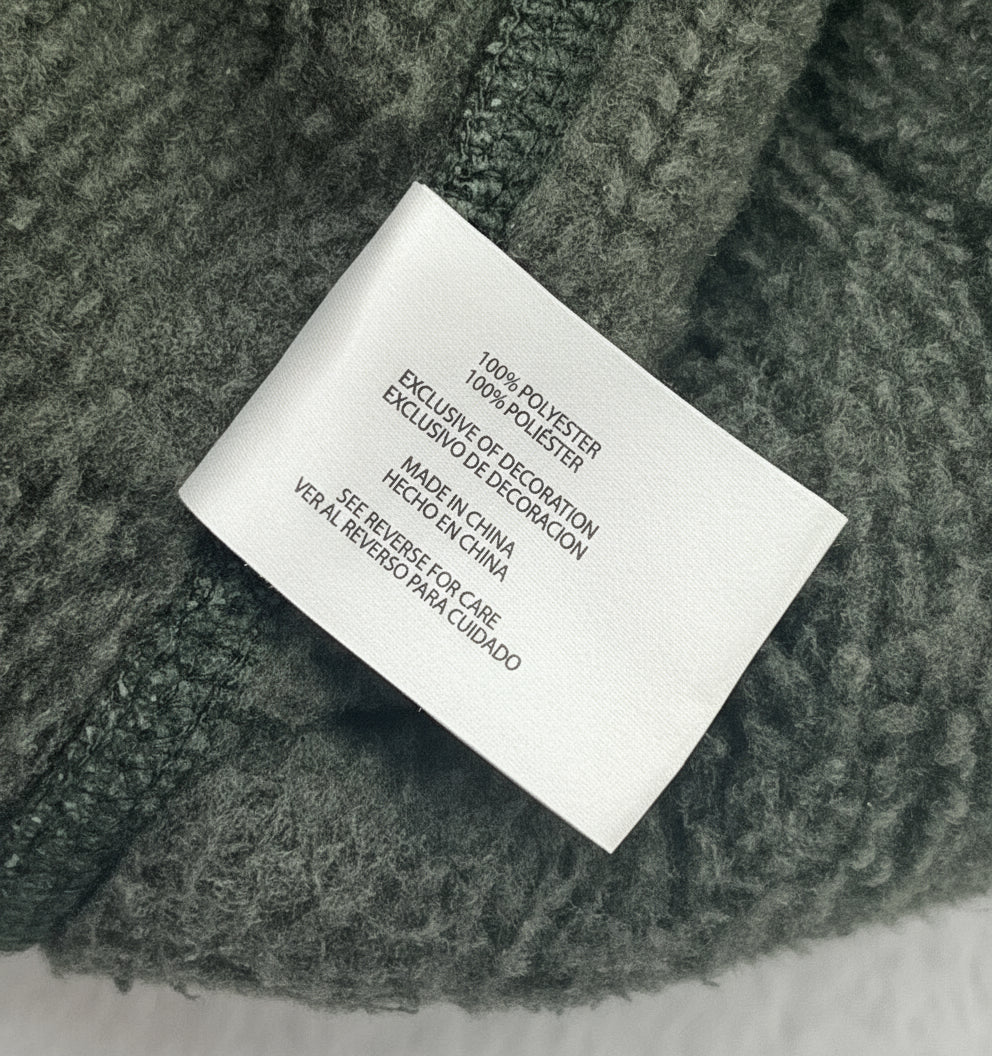 100% POLYESTER
100% POLIÉSTER
EXCLUSIVE OF DECORATION
EXCLUSIVO DE DECORACION
MADE IN CHINA
HECHO EN CHINA
SEE REVERSE FOR CARE
VER AL REVERSO PARA CUIDADO